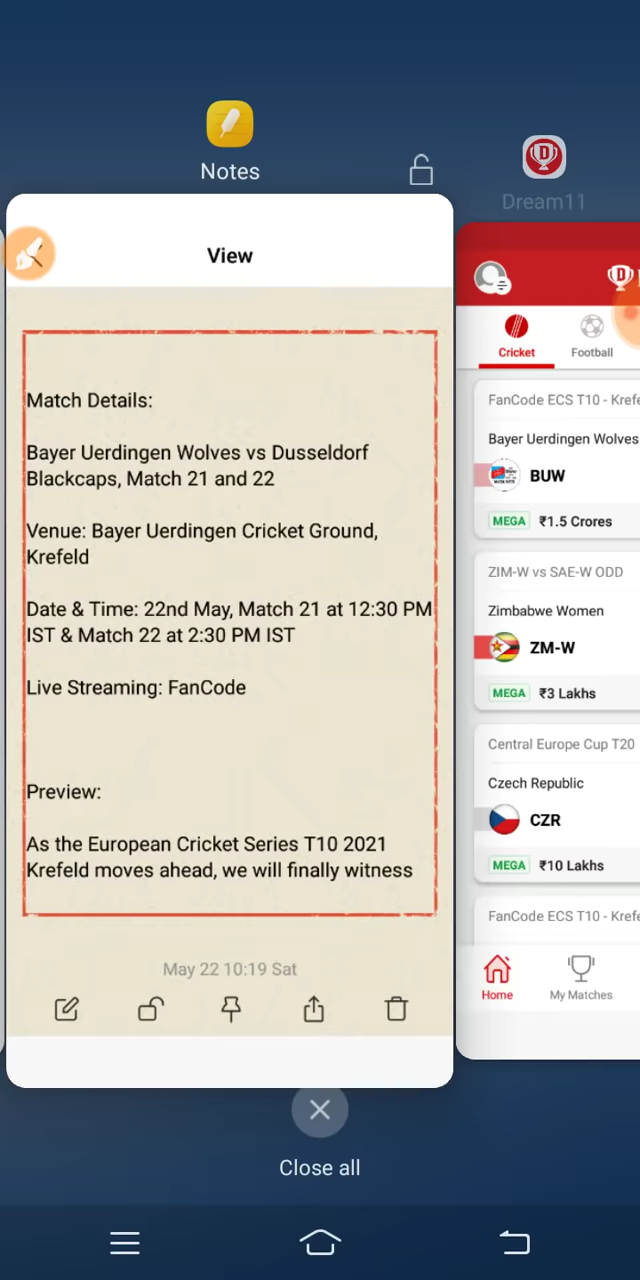 Notes
Dream11
View
Match Details:
Bayer Uerdingen Wolves vs Dusseldorf
Blackcaps, Match 21 and 22
Venue: Bayer Uerdingen Cricket Ground,
Krefeld
Date & Time: 22nd May, Match 21 at 12:30 PM
IST & Match 22 at 2:30 PM IST
Live Streaming: FanCode
Preview:
As the European Cricket Series T10 2021
Krefeld moves ahead, we will finally witness
May 22 10:19 Sat
D
Cricket
Football
FanCode ECS T10 - Krefe
Bayer Uerdingen Wolves
BUW
MEGA ₹1.5 Crores
ZIM-W vs SAE-W ODD
Zimbabwe Women
ZM-W
MEGA ₹3 Lakhs
Central Europe Cup T20
Czech Republic
CZR
MEGA ₹10 Lakhs
FanCode ECS T10 - Krefe
Home
My Matches
Close all